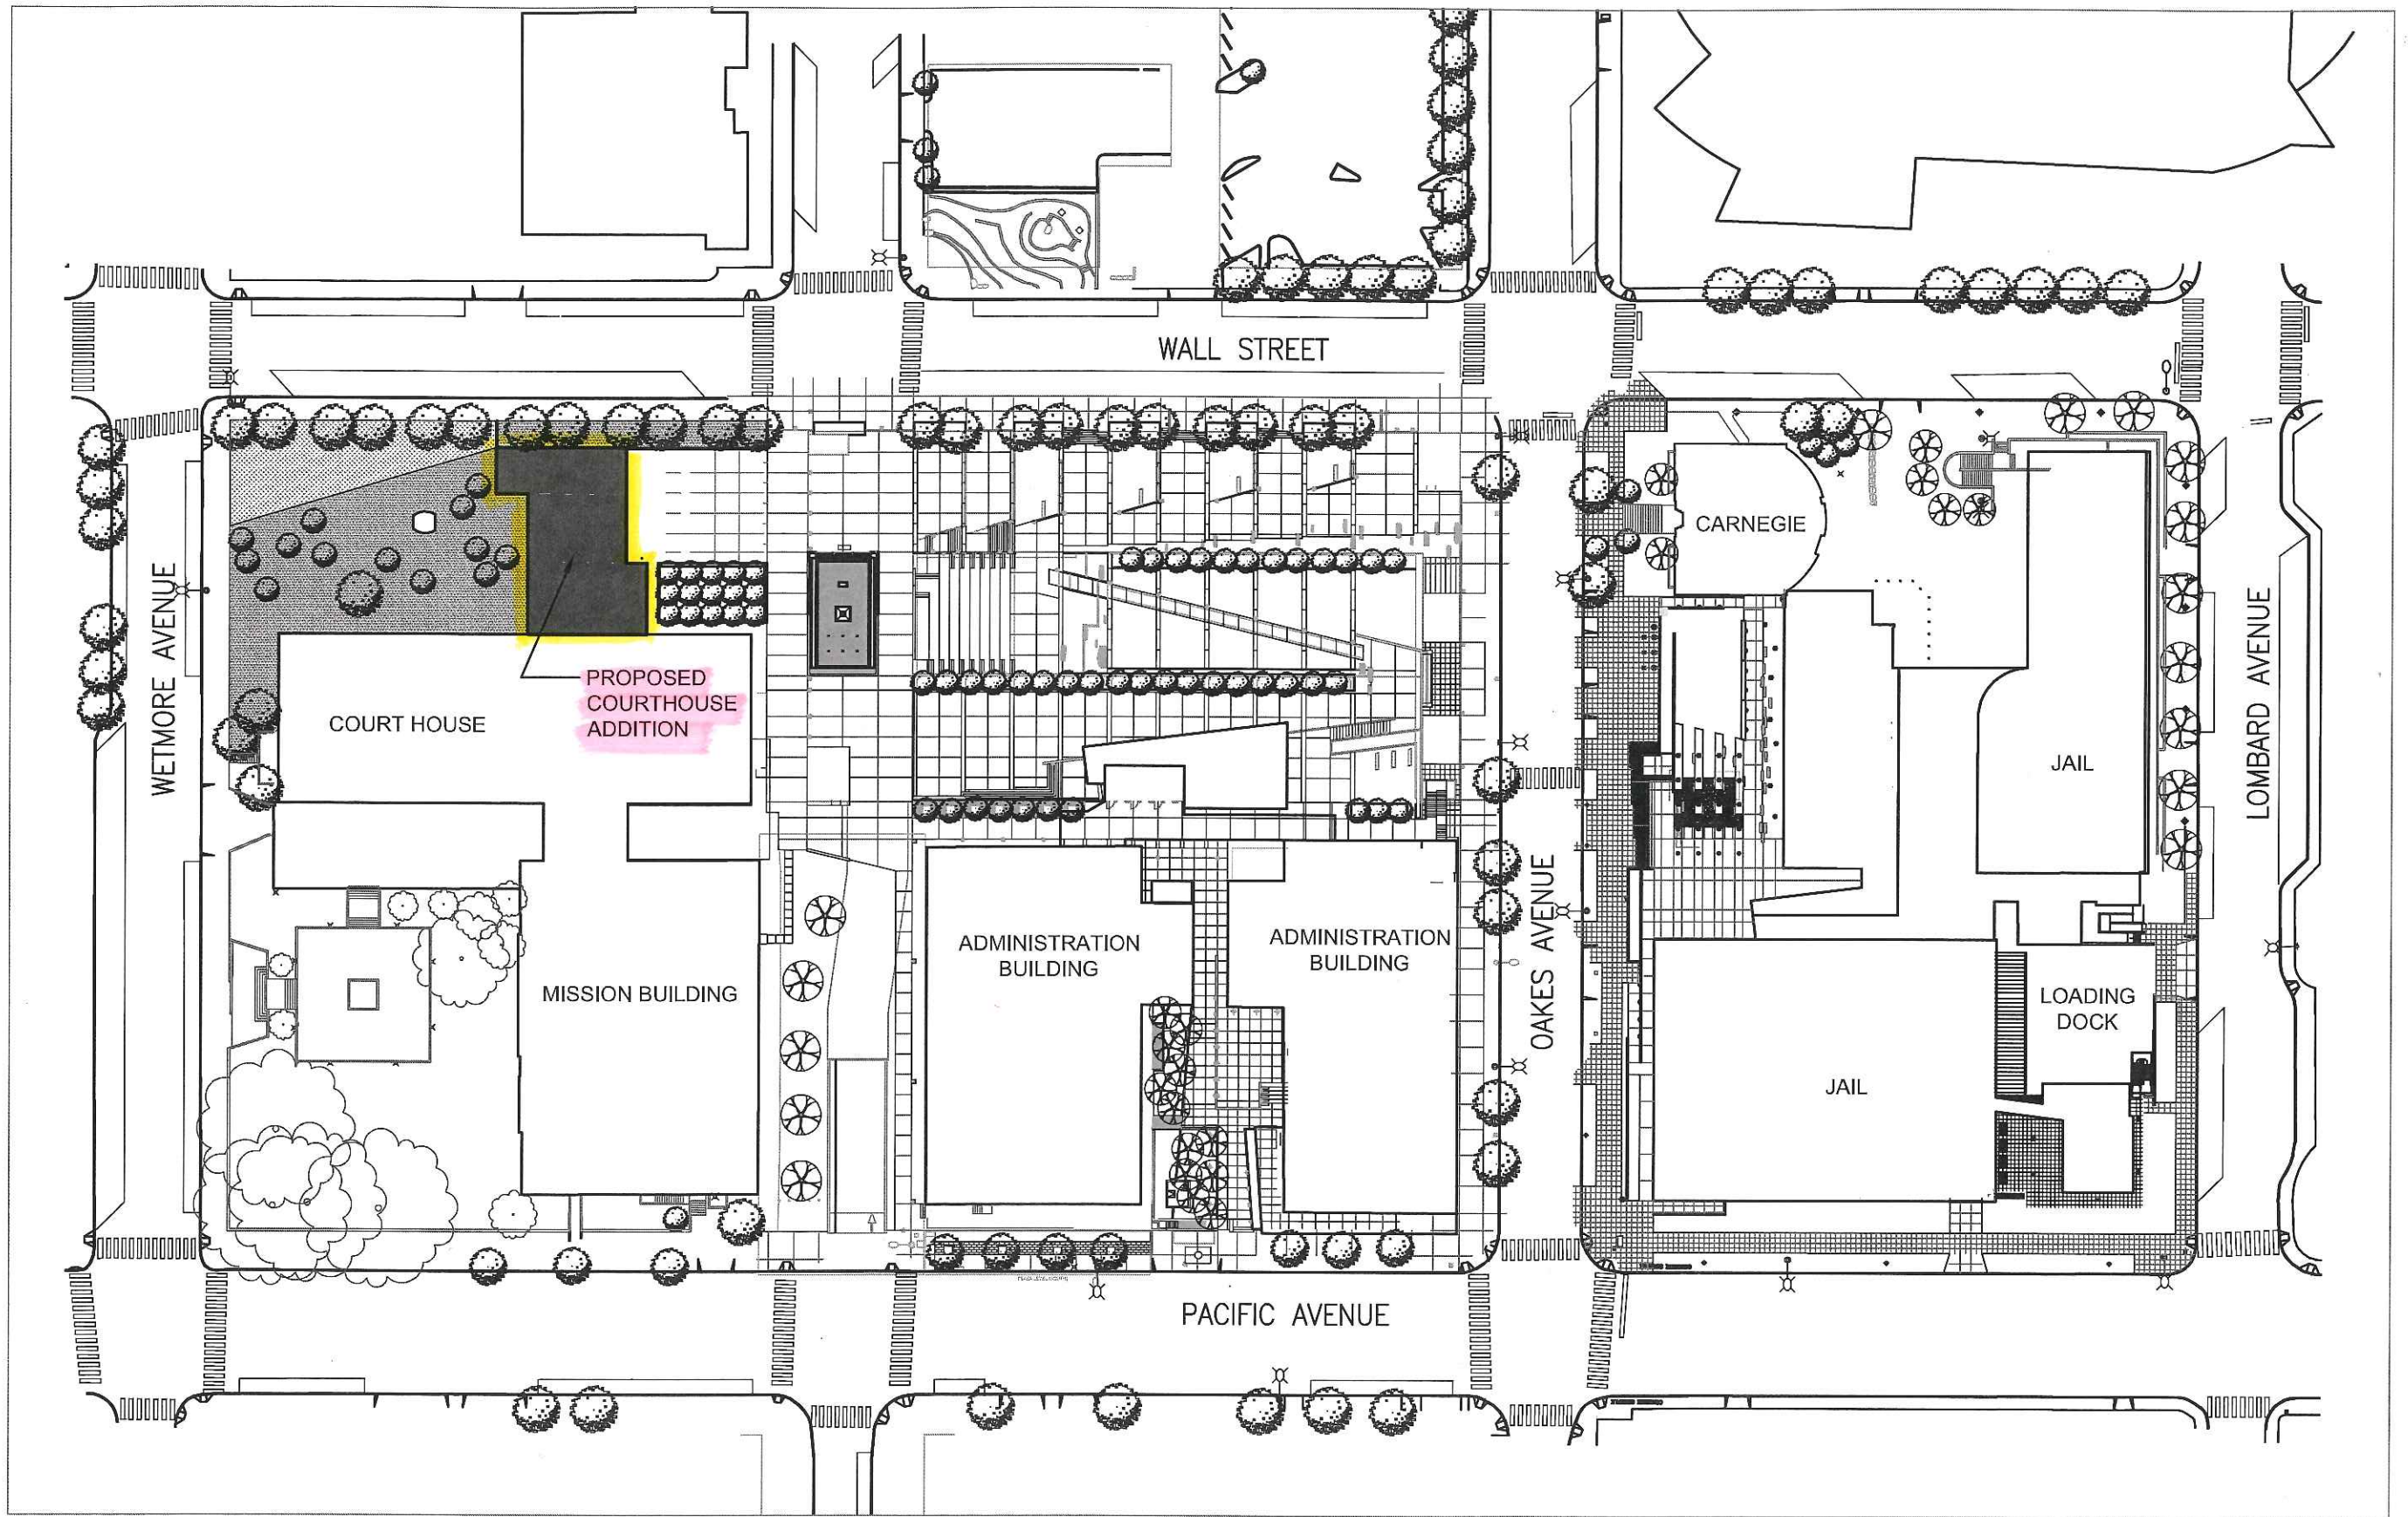 WALL STREET
WETMORE AVENUE
COURT HOUSE
PROPOSED
COURTHOUSE
ADDITION
CARNEGIE
JAIL
LOMBARD AVENUE
MISSION BUILDING
ADMINISTRATION
BUILDING
ADMINISTRATION
BUILDING
OAKES AVENUE
LOADING
DOCK
JAIL
PACIFIC AVENUE